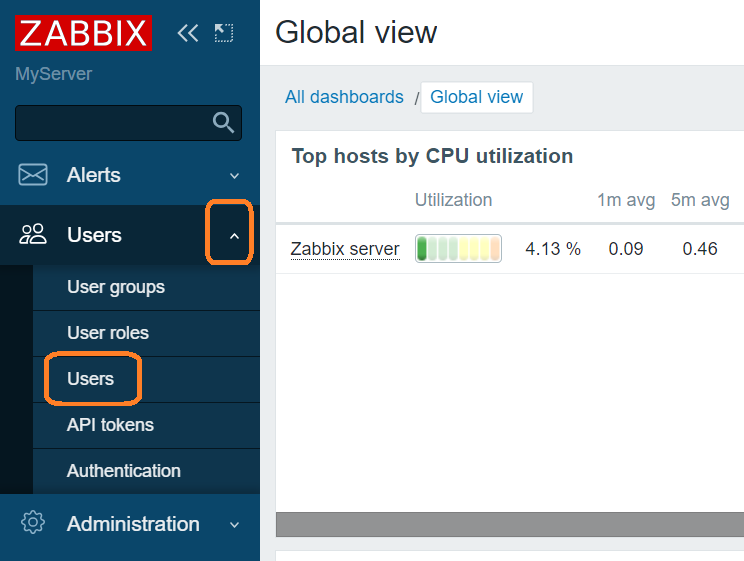 ZABBIX
MyServer
Alerts
Users
User groups
User roles
Users
API tokens
Authentication
Administration
Global view
All dashboards / Global view
Top hosts by CPU utilization
Utilization 1m avg 5m avg
Zabbix server 4.13 % 0.09 0.46